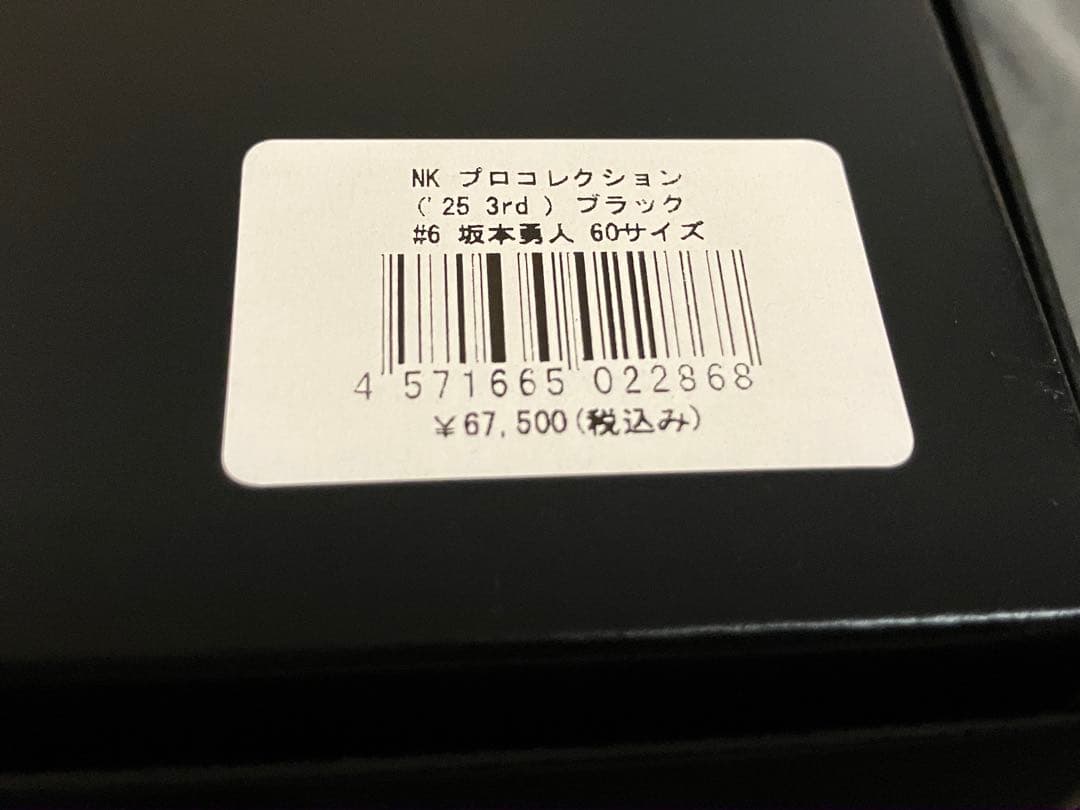 NK プロコレクション
('25 3rd ) ブラック
#6 坂本勇人 60サイズ
4 571665 022868
¥67,500(税込み)